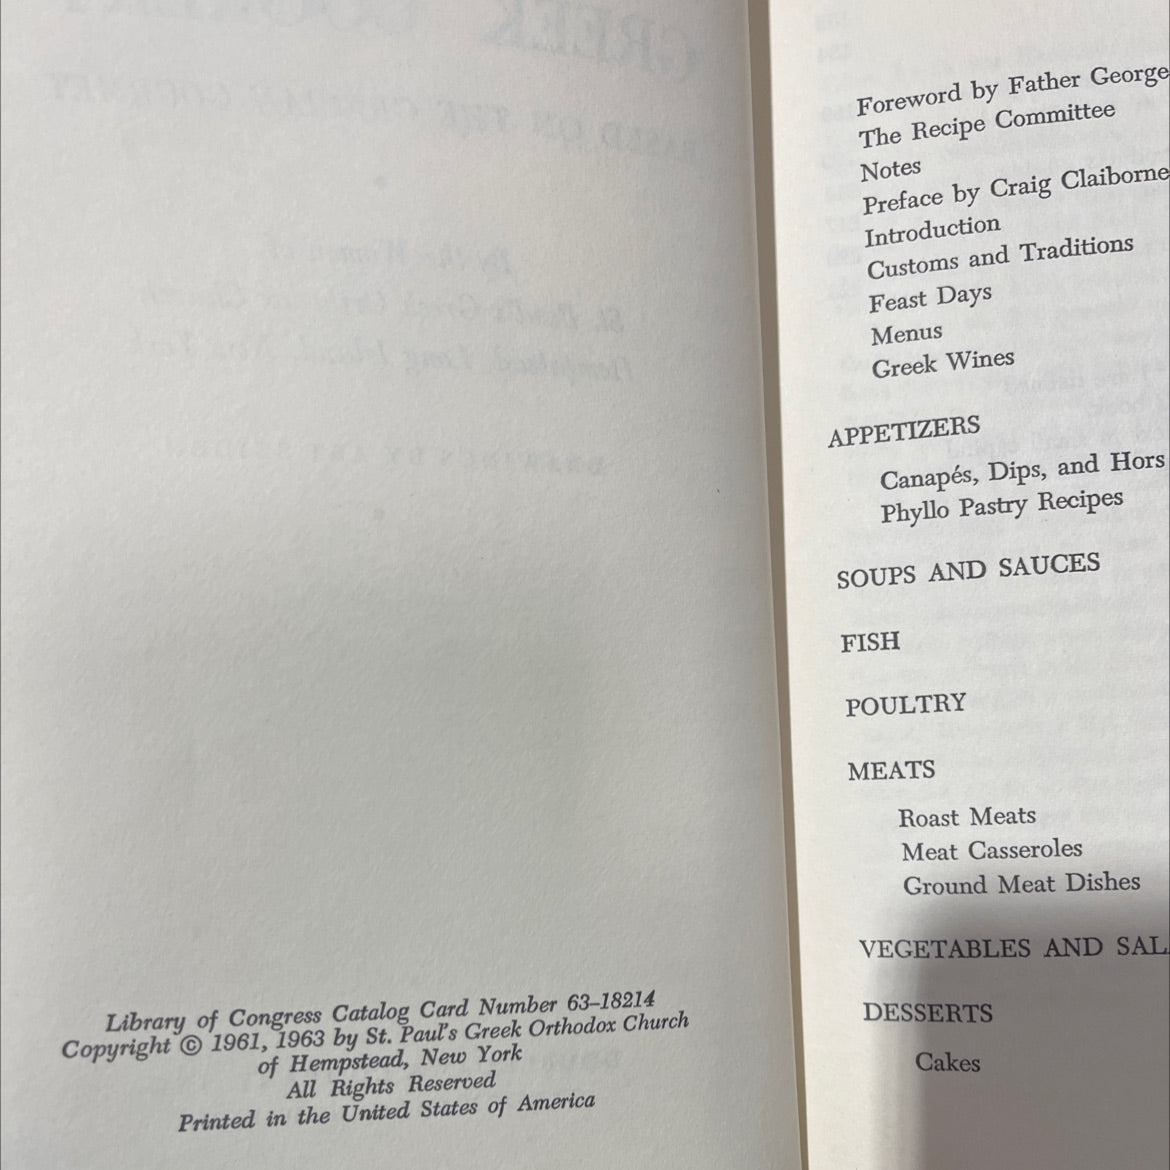 Library of Congress Catalog Card Number 63–18214
Copyright © 1961, 1963 by St. Paul's Greek Orthodox Church
of Hempstead, New York
All Rights Reserved
Printed in the United States of America
Foreword by Father George
The Recipe Committee
Notes
Preface by Craig Claiborne
Introduction
Customs and Traditions
Feast Days
Menus
Greek Wines
APPETIZERS
Canapés, Dips, and Hors
Phyllo Pastry Recipes
SOUPS AND SAUCES
FISH
POULTRY
MEATS
Roast Meats
Meat Casseroles
Ground Meat Dishes
VEGETABLES AND SAL
DESSERTS
Cakes